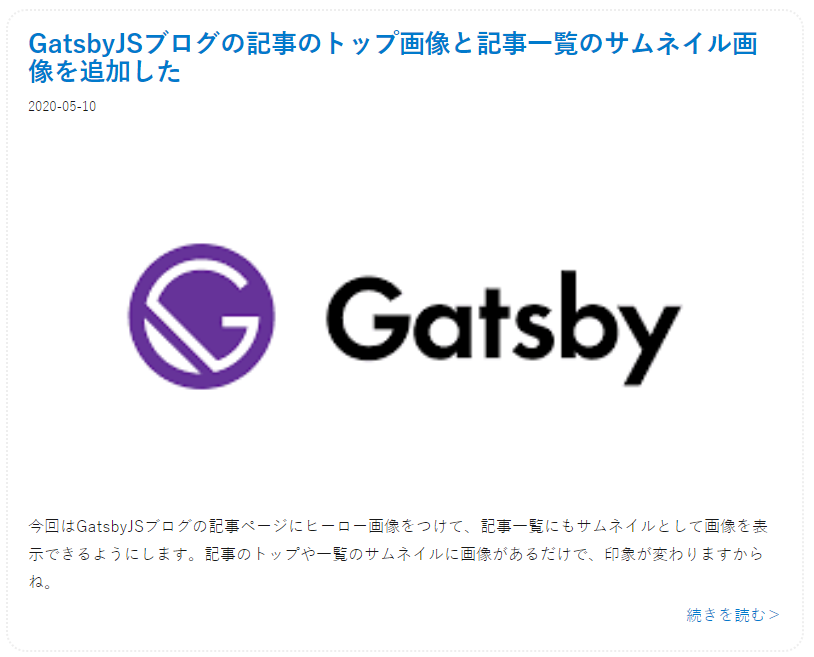 GatsbyJSブログの記事のトップ画像と記事一覧のサムネイル画
像を追加した
2020-05-10
Gatsby
今回はGatsbyJSブログの記事ページにヒーロー画像をつけて、記事一覧にもサムネイルとして画像を表
示できるようにします。記事のトップや一覧のサムネイルに画像があるだけで、印象が変わりますから
ね。
続きを読む＞